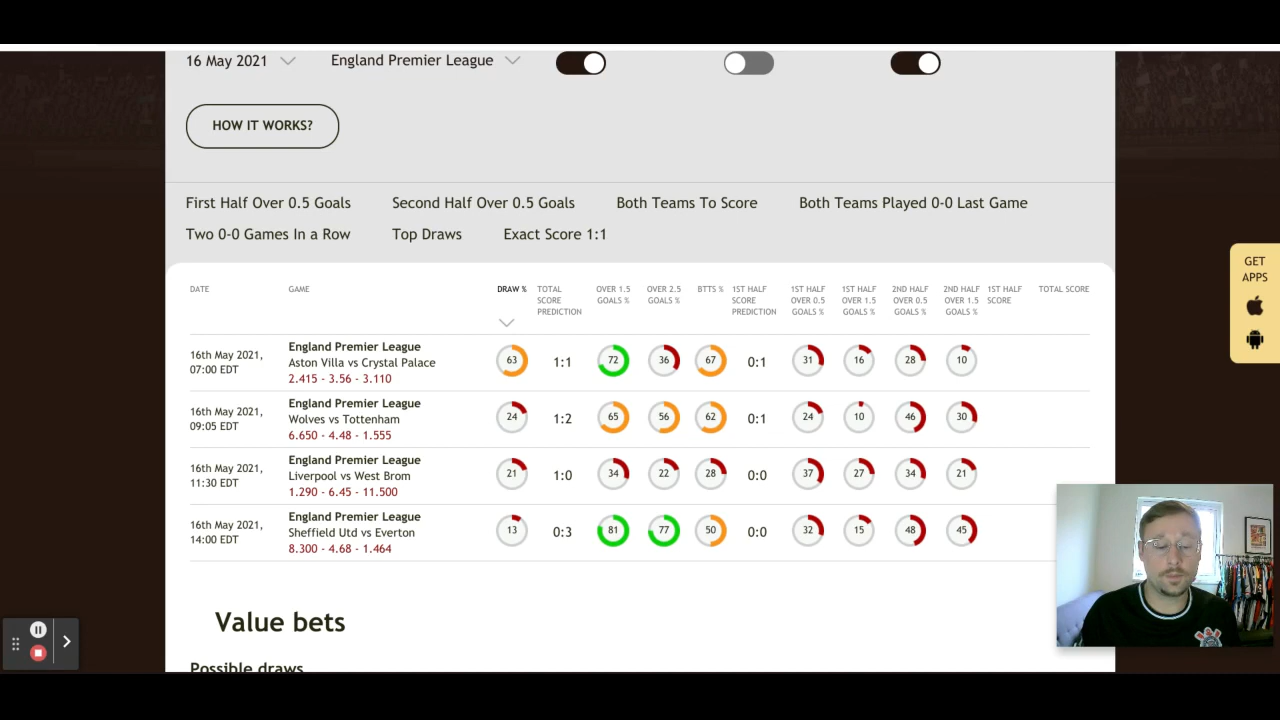 16 May 2021
England Premier League
HOW IT WORKS?
First Half Over 0.5 Goals
Second Half Over 0.5 Goals
Both Teams To Score
Both Teams Played 0-0 Last Game
Two 0-0 Games In a Row
Top Draws
Exact Score 1:1
GET
APPS
DATE
GAME
DRAW %
TOTAL
SCORE
PREDICTION
OVER 1.5
GOALS %
OVER 2.5
GOALS %
BTTS %
1ST HALF
SCORE
PREDICTION
1ST HALF
OVER 0.5
GOALS %
1ST HALF
OVER 1.5
GOALS %
2ND HALF
OVER 0.5
GOALS %
2ND HALF
OVER 1.5
GOALS %
1ST HALF
SCORE
TOTAL SCORE
16th May 2021,
07:00 EDT
England Premier League
Aston Villa vs Crystal Palace
2.415 - 3.56 - 3.110
63
1:1
72
36
67
0:1
31
16
28
10
16th May 2021,
09:05 EDT
England Premier League
Wolves vs Tottenham
6.650 - 4.48 - 1.555
24
1:2
65
56
62
0:1
24
10
46
30
16th May 2021,
11:30 EDT
England Premier League
Liverpool vs West Brom
1.290 - 6.45 - 11.500
21
1:0
34
22
28
0:0
37
27
34
21
16th May 2021,
14:00 EDT
England Premier League
Sheffield Utd vs Everton
8.300 - 4.68 - 1.464
13
0:3
81
77
50
0:0
32
15
48
45
Value bets
Possible draws